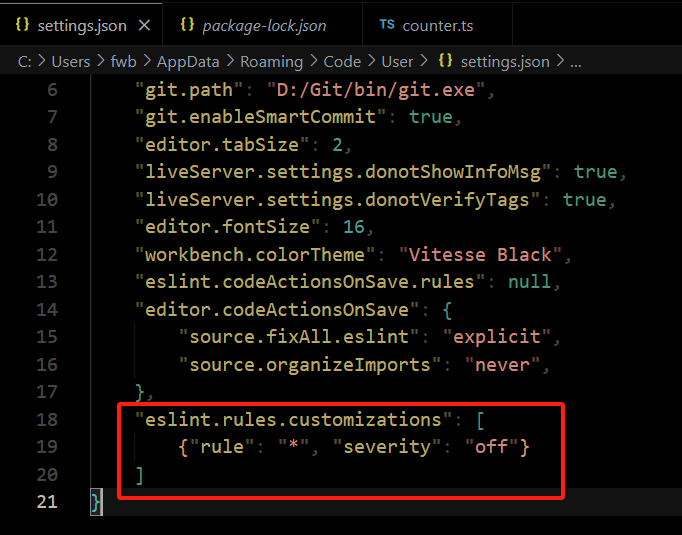 {} settings.json × {} package-lock.json TS counter.ts
C: > Users > fwb > AppData > Roaming > Code > User > {} settings.json > ...
6 "git.path": "D:/Git/bin/git.exe",
7 "git.enableSmartCommit": true,
8 "editor.tabSize": 2,
9 "liveServer.settings.donotShowInfoMsg": true,
10 "liveServer.settings.donotVerifyTags": true,
11 "editor.fontSize": 16,
12 "workbench.colorTheme": "Vitesse Black",
13 "eslint.codeActionsOnSave.rules": null,
14 "editor.codeActionsOnSave": {
15 "source.fixAll.eslint": "explicit",
16 "source.organizeImports": "never",
17 },
18 "eslint.rules.customizations": [
19 {"rule": "*", "severity": "off"}
20 ]
21 }